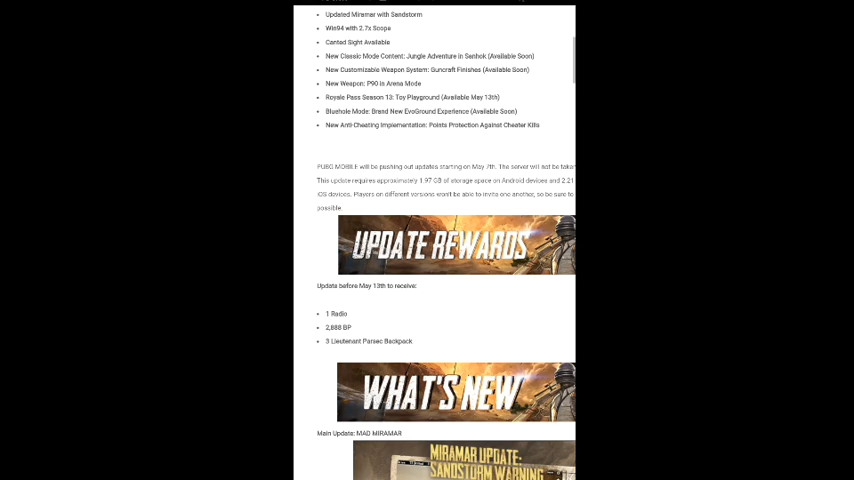 Updated Miramar with Sandstorm
Win94 with 2.7x Scope
Canted Sight Available
New Classic Mode Content: Jungle Adventure in Sanhok (Available Soon)
New Customizable Weapon System: Guncraft Finishes (Available Soon)
New Weapon: P90 in Arena Mode
Royale Pass Season 13: Toy Playground (Available May 13th)
Bluehole Mode: Brand New EvoGround Experience (Available Soon)
New Anti-Cheating Implementation: Points Protection Against Cheater Kills
PUBG MOBILE will be pushing out updates starting on May 7th. The server will not be taken
This update requires approximately 1.97 GB of storage space on Android devices and 2.21
iOS devices. Players on different versions won't be able to invite one another, so be sure to
possible.
UPDATE REWARDS
Update before May 13th to receive:
1 Radio
2,888 BP
3 Lieutenant Parsec Backpack
WHAT'S NEW
Main Update: MAD MIRAMAR
MIRAMAR UPDATE:
SANDSTORM WARNING